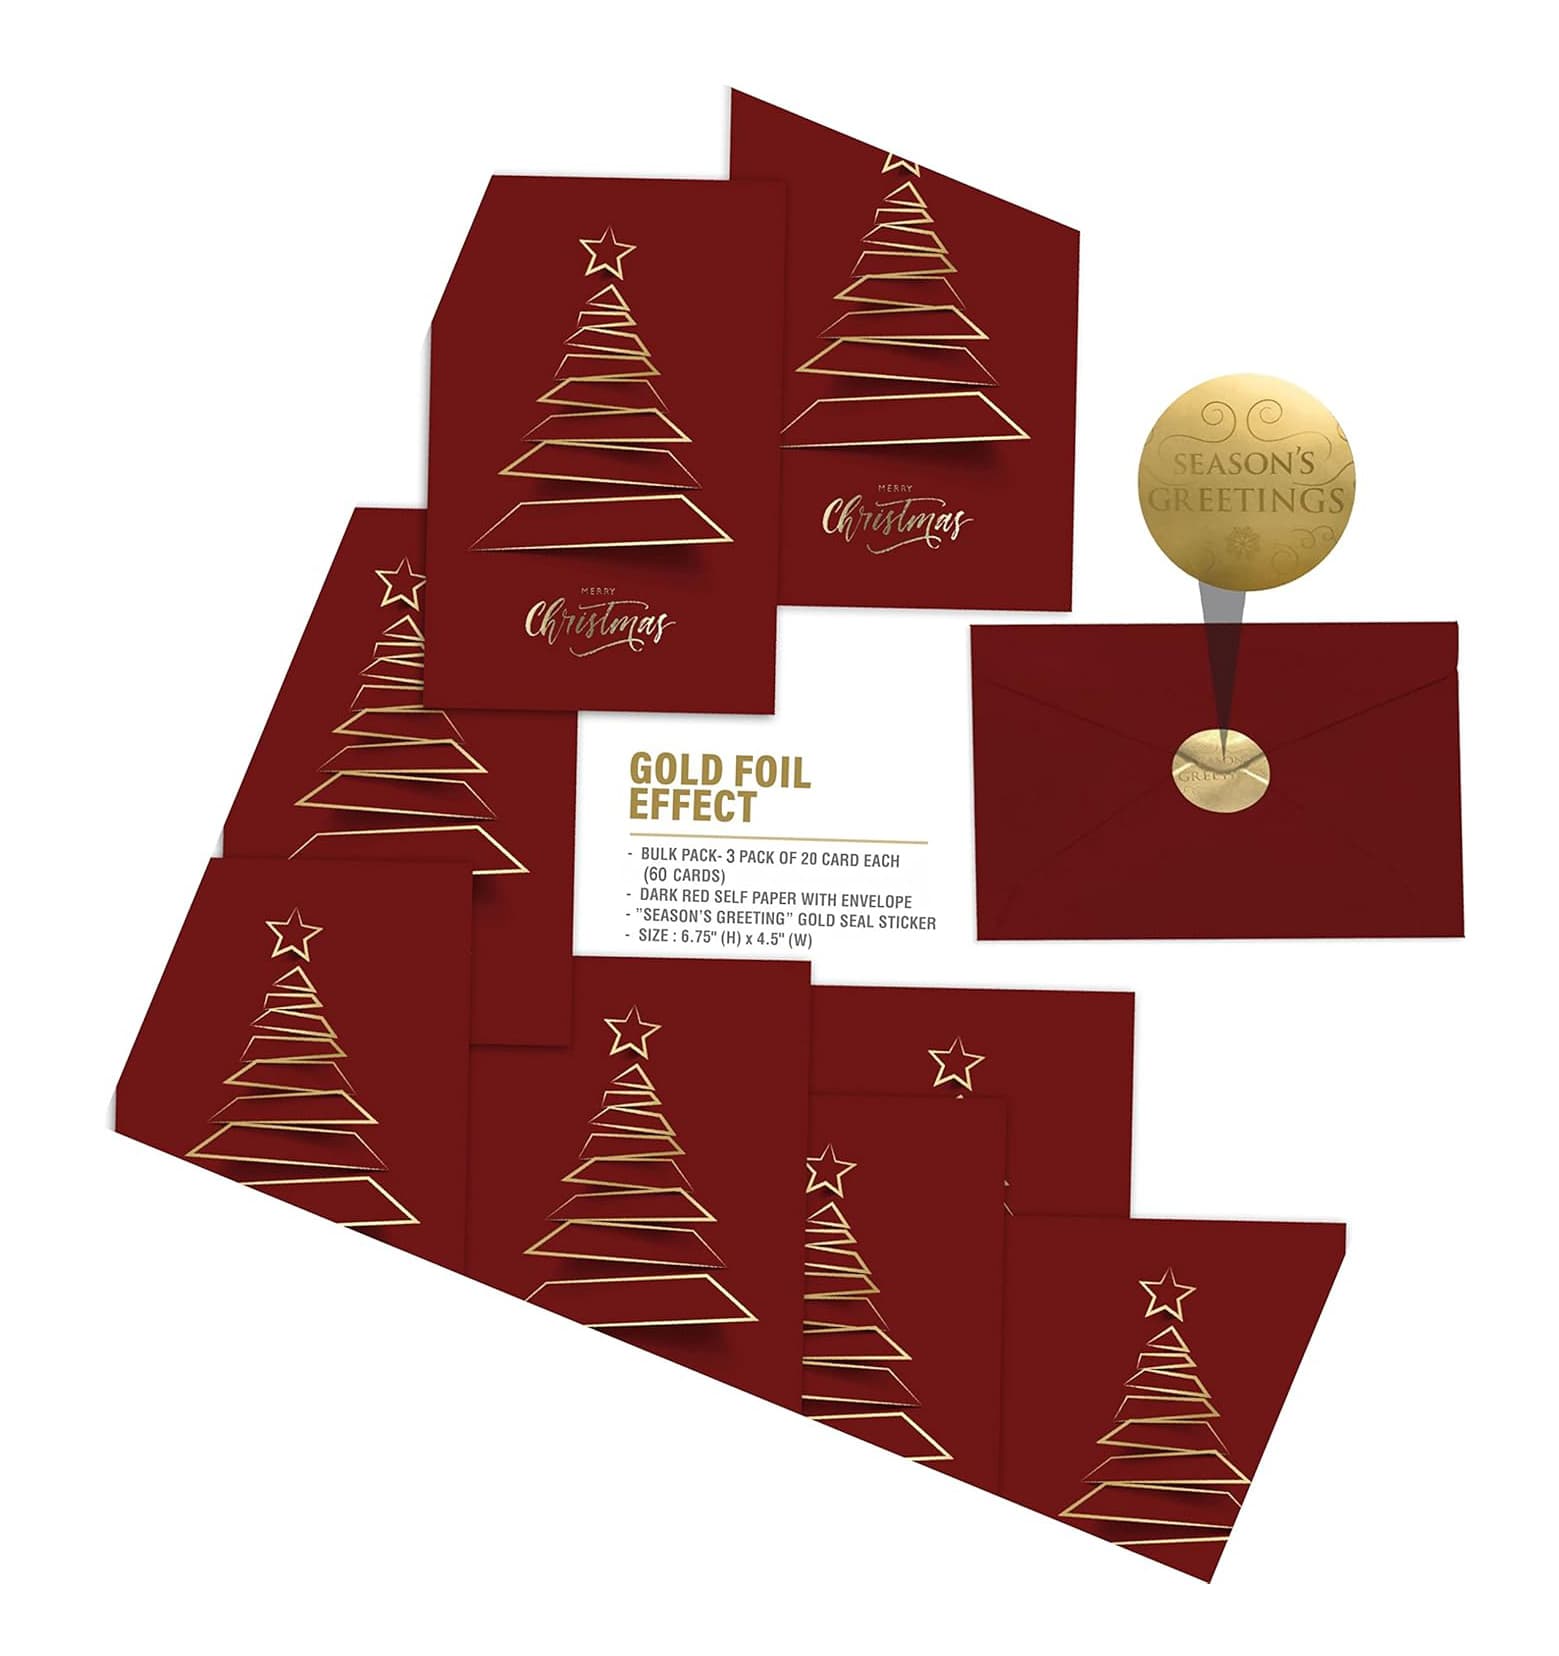 MERRY
Christmas
MERRY
Christmas
SEASON'S
GREETINGS
GOLD FOIL
EFFECT
- BULK PACK- 3 PACK OF 20 CARD EACH
(60 CARDS)
- DARK RED SELF PAPER WITH ENVELOPE
- "SEASON'S GREETING" GOLD SEAL STICKER
- SIZE : 6.75" (H) x 4.5" (W)